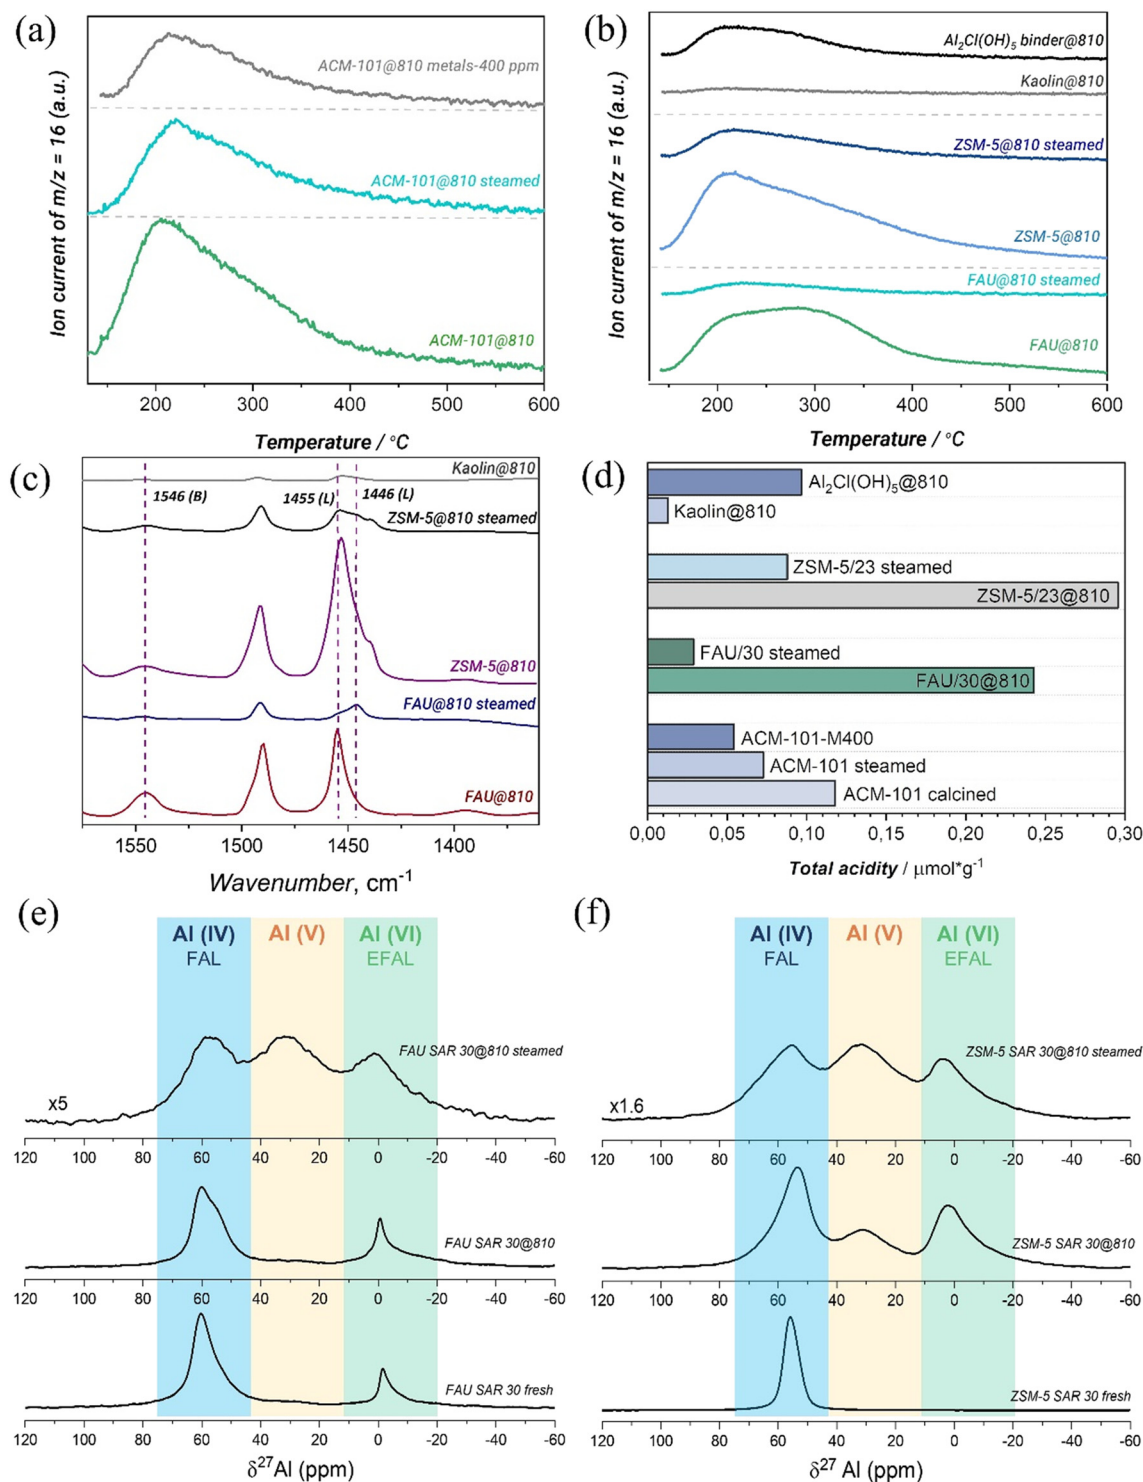 (a)
Ion current of m/z = 16 (a.u.)
ACM-101@810 metals-400 ppm
ACM-101@810 steamed
ACM-101@810
200 300 400 500 600
Temperature / °C
(b)
Ion current of m/z = 16 (a.u.)
Al₂Cl(OH)₅ binder@810
Kaolin@810
ZSM-5@810 steamed
ZSM-5@810
FAU@810 steamed
FAU@810
200 300 400 500 600
Temperature / °C
(c)
Kaolin@810
1546 (B) 1455 (L) 1446 (L)
ZSM-5@810 steamed
ZSM-5@810
FAU@810 steamed
FAU@810
1550 1500 1450 1400
Wavenumber, cm⁻¹
(d)
Al₂Cl(OH)₅@810
Kaolin@810
ZSM-5/23 steamed
ZSM-5/23@810
FAU/30 steamed
FAU/30@810
ACM-101-M400
ACM-101 steamed
ACM-101 calcined
0,00 0,05 0,10 0,15 0,20 0,25 0,30
Total acidity / μmol*g⁻¹
(e)
Al (IV) Al (V) Al (VI)
FAL EFAL
FAU SAR 30@810 steamed
x5
120 100 80 60 40 20 0 -20 -40 -60
FAU SAR 30@810
120 100 80 60 40 20 0 -20 -40 -60
FAU SAR 30 fresh
120 100 80 60 40 20 0 -20 -40 -60
δ²⁷Al (ppm)
(f)
Al (IV) Al (V) Al (VI)
FAL EFAL
ZSM-5 SAR 30@810 steamed
x1.6
120 100 80 60 40 20 0 -20 -40 -60
ZSM-5 SAR 30@810
120 100 80 60 40 20 0 -20 -40 -60
ZSM-5 SAR 30 fresh
120 100 80 60 40 20 0 -20 -40 -60
δ²⁷ Al (ppm)